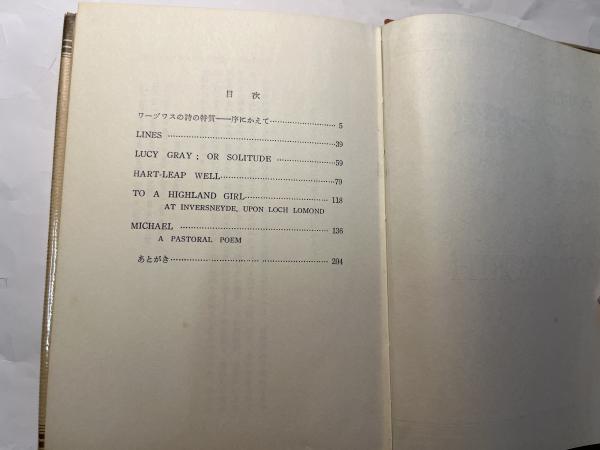 目 次
ワーヅワスの詩の特質――序にかえて…………………… 5
LINES …………………… 39
LUCY GRAY ; OR SOLITUDE …………………… 59
HART-LEAP WELL…………………… 79
TO A HIGHLAND GIRL…………………… 118
AT INVERSNEYDE, UPON LOCH LOMOND
MICHAEL …………………… 136
A PASTORAL POEM
あとがき…………………… 294